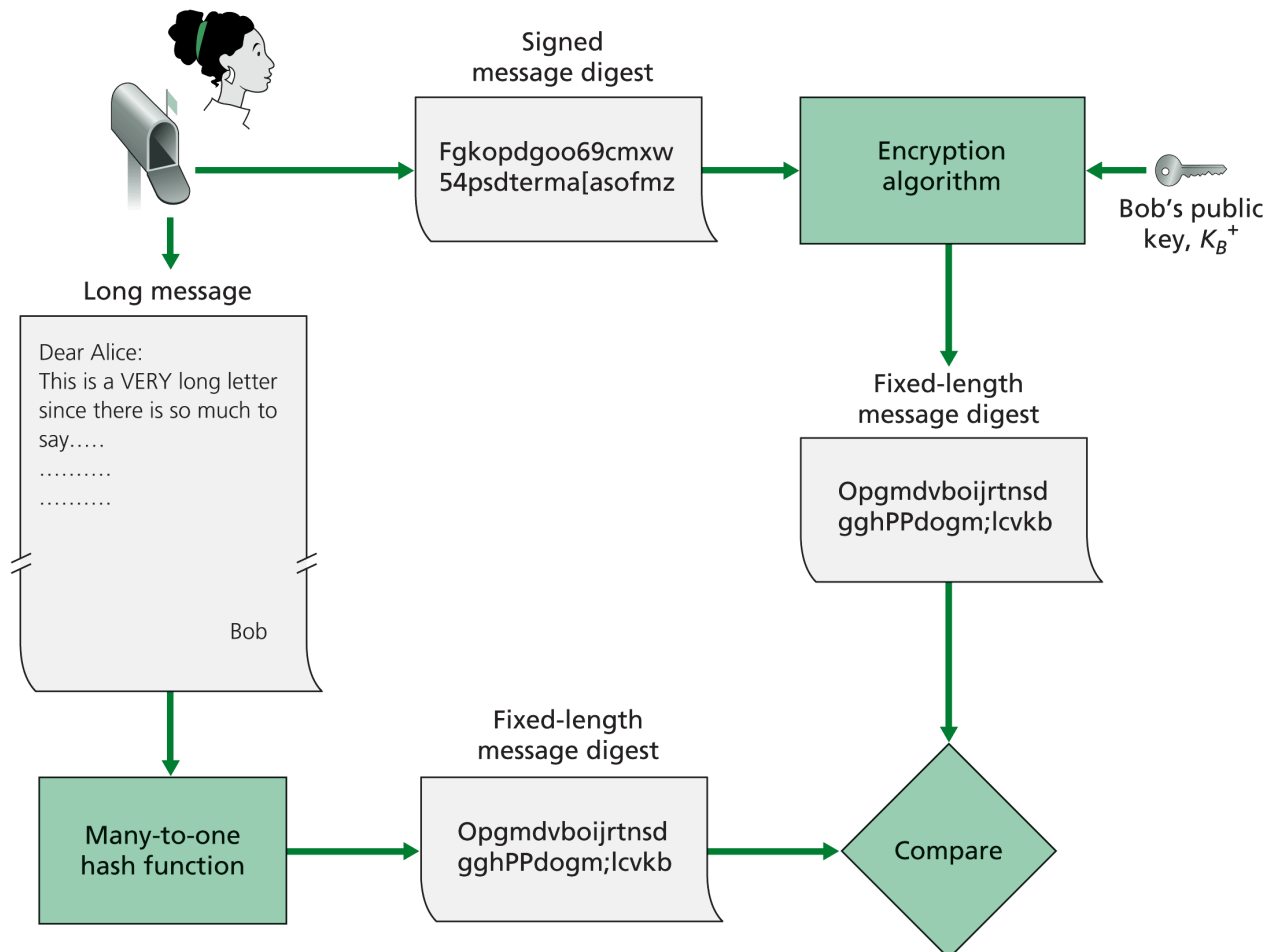 Signed
message digest
Fgkopdgoo69cmxw
54psdterma[asofmz
Encryption
algorithm
Bob's public
key, K_B^+
Long message
Dear Alice:
This is a VERY long letter
since there is so much to
say.....
..........
..........
Bob
Fixed-length
message digest
Opgmdvboijrtnsd
gghPPdogm;lcvkb
Many-to-one
hash function
Fixed-length
message digest
Opgmdvboijrtnsd
gghPPdogm;lcvkb
Compare